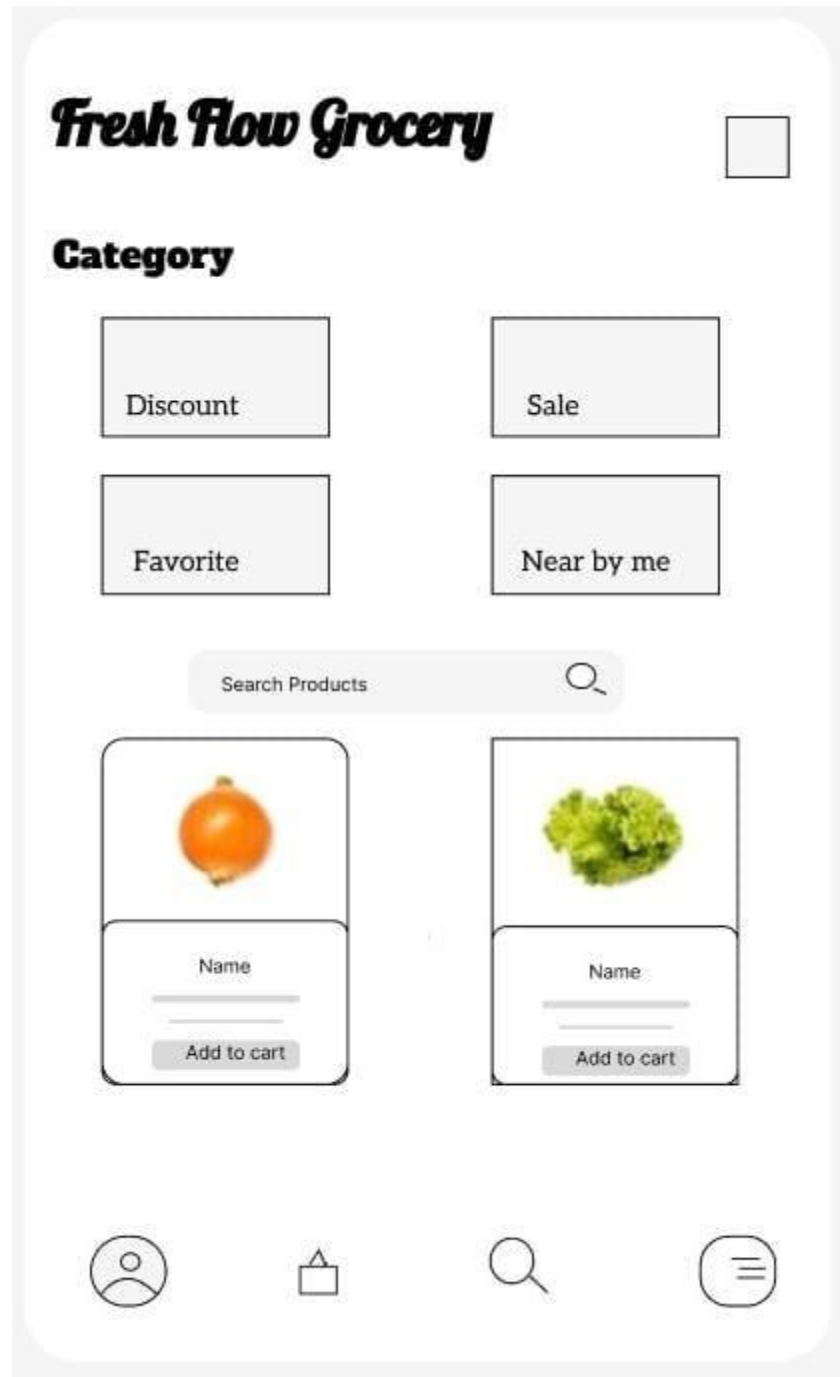 Fresh Flow Grocery
Category
Discount
Sale
Favorite
Near by me
Search Products
Name
Name
Add to cart
Add to cart